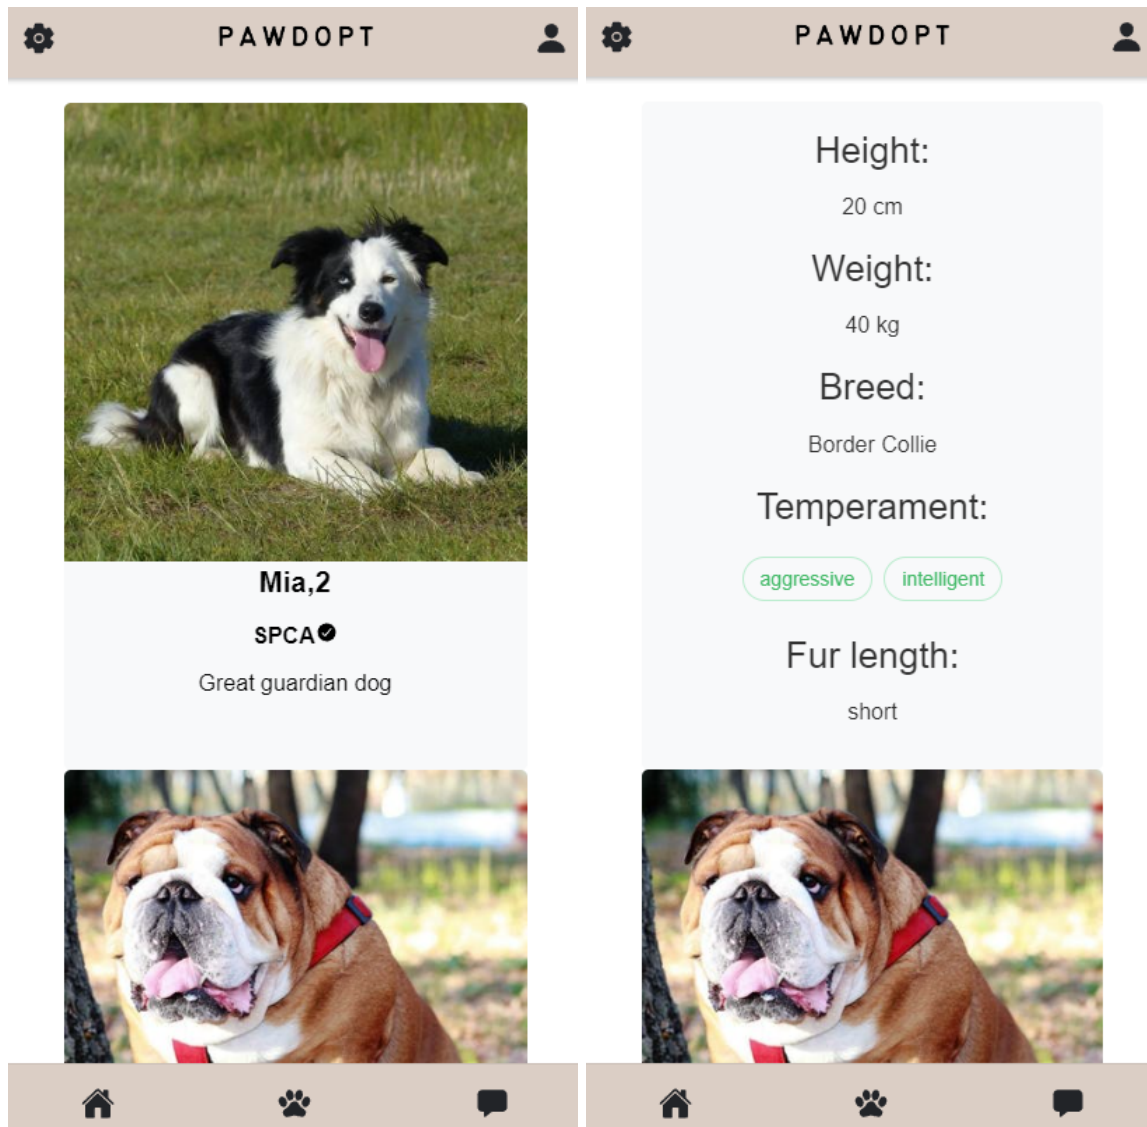 PAWDOPT
Mia,2
SPCA
Great guardian dog
PAWDOPT
Height:
20 cm
Weight:
40 kg
Breed:
Border Collie
Temperament:
aggressive intelligent
Fur length:
short